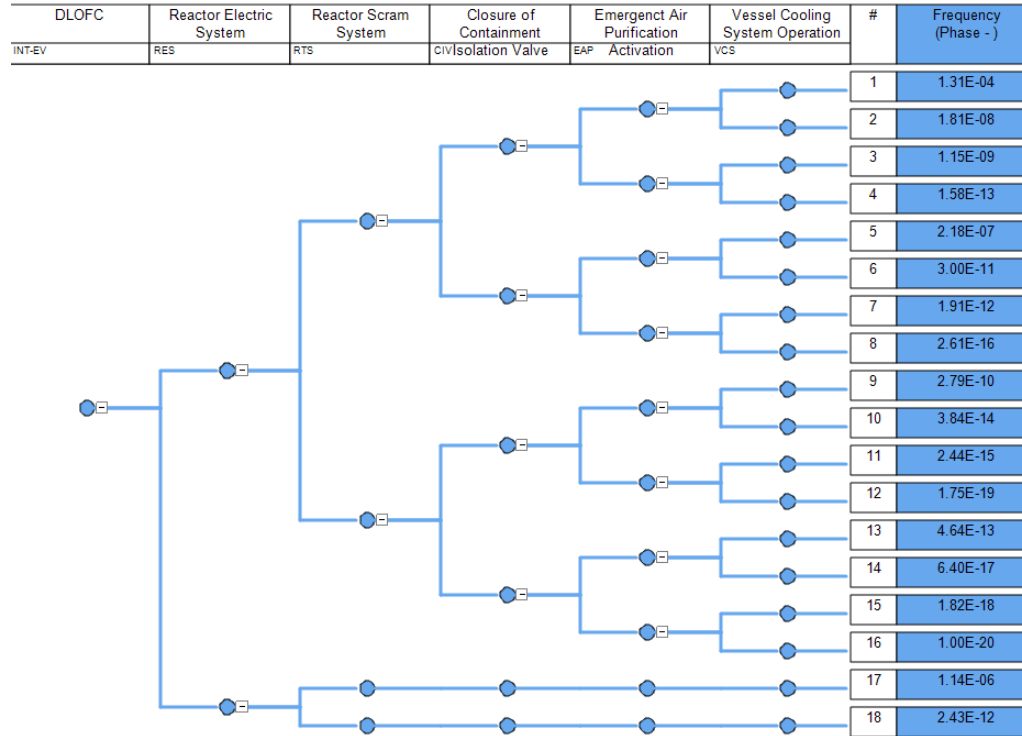 DLOFC
Reactor Electric
System
Reactor Scram
System
Closure of
Containment
Isolation Valve
Emergenct Air
Purification
Activation
Vessel Cooling
System Operation
#
Frequency
(Phase - )
INT-EV
RES
RTS
CIV
EAP
VCS
1 1.31E-04
2 1.81E-08
3 1.15E-09
4 1.58E-13
5 2.18E-07
6 3.00E-11
7 1.91E-12
8 2.61E-16
9 2.79E-10
10 3.84E-14
11 2.44E-15
12 1.75E-19
13 4.64E-13
14 6.40E-17
15 1.82E-18
16 1.00E-20
17 1.14E-06
18 2.43E-12